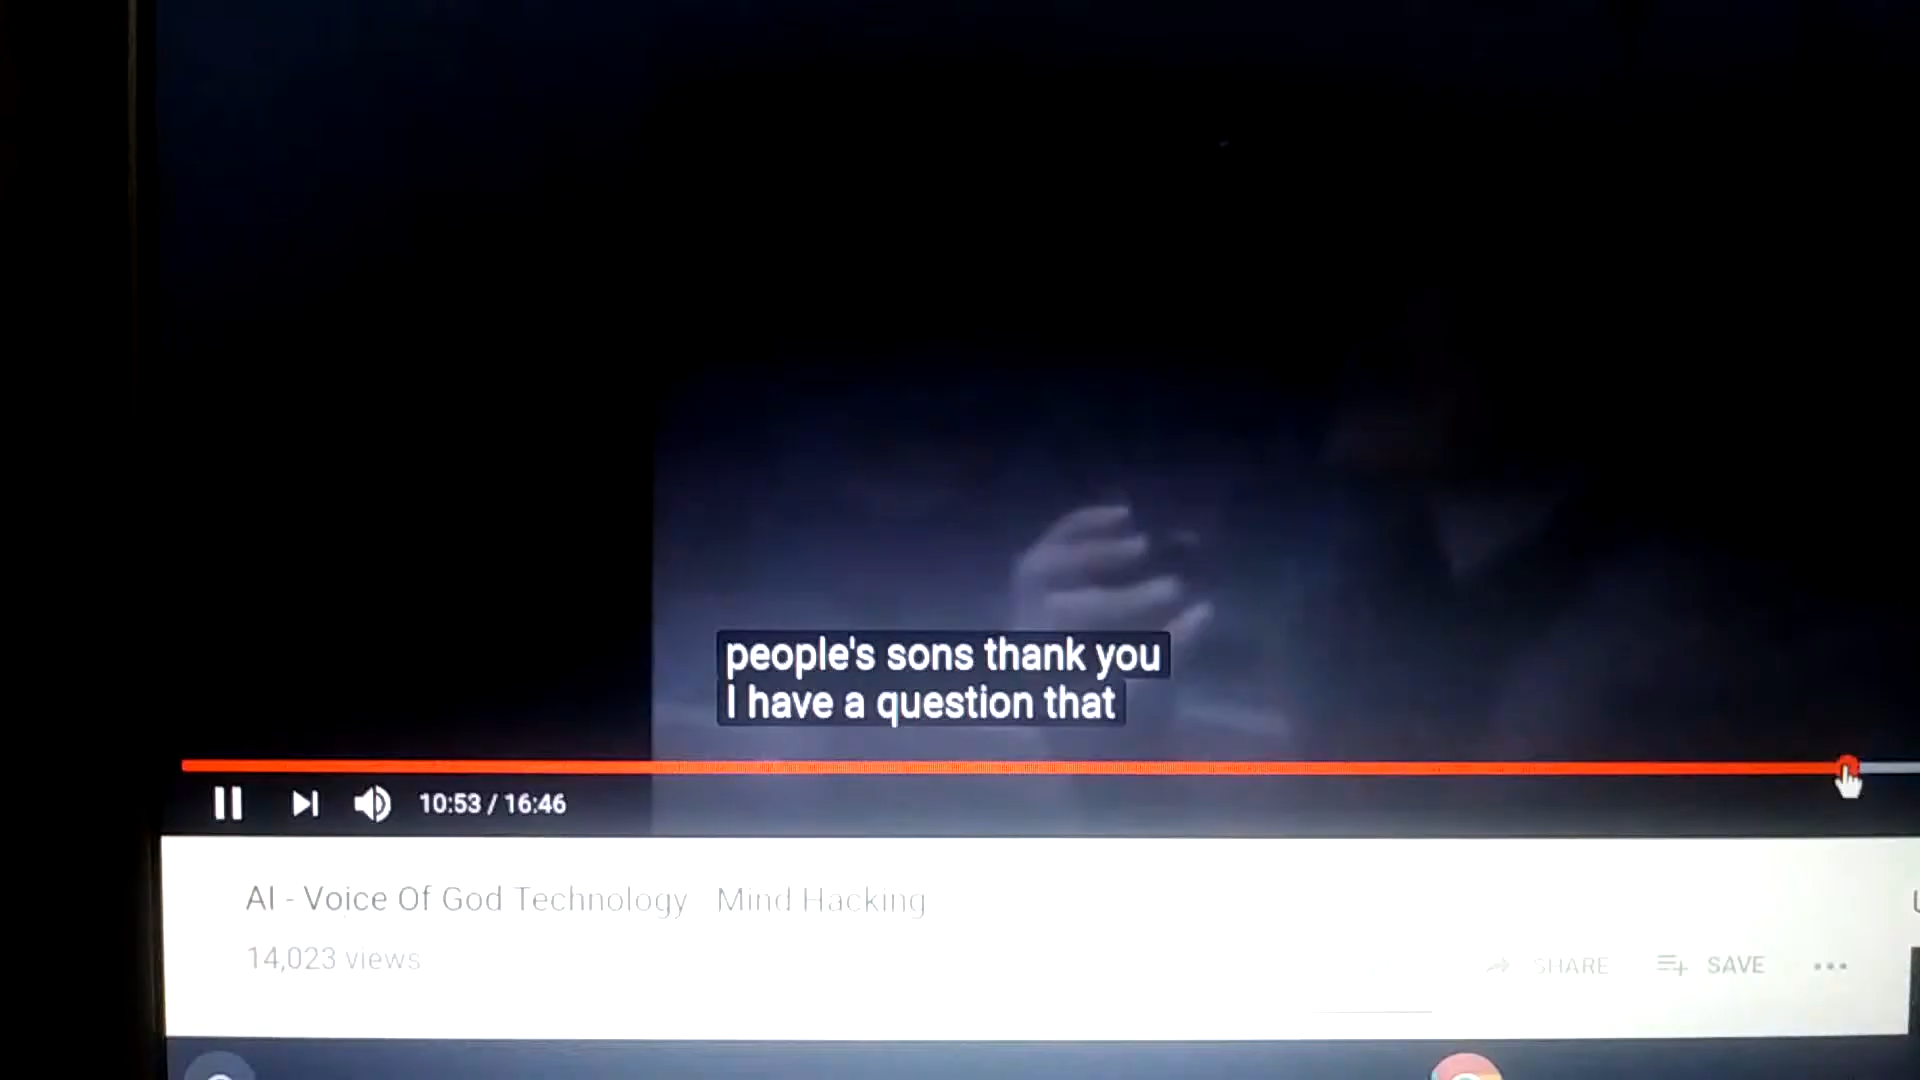 people's sons thank you
I have a question that
10:53 / 16:46
AI - Voice Of God Technology Mind Hacking
14,023 views
SHARE SAVE